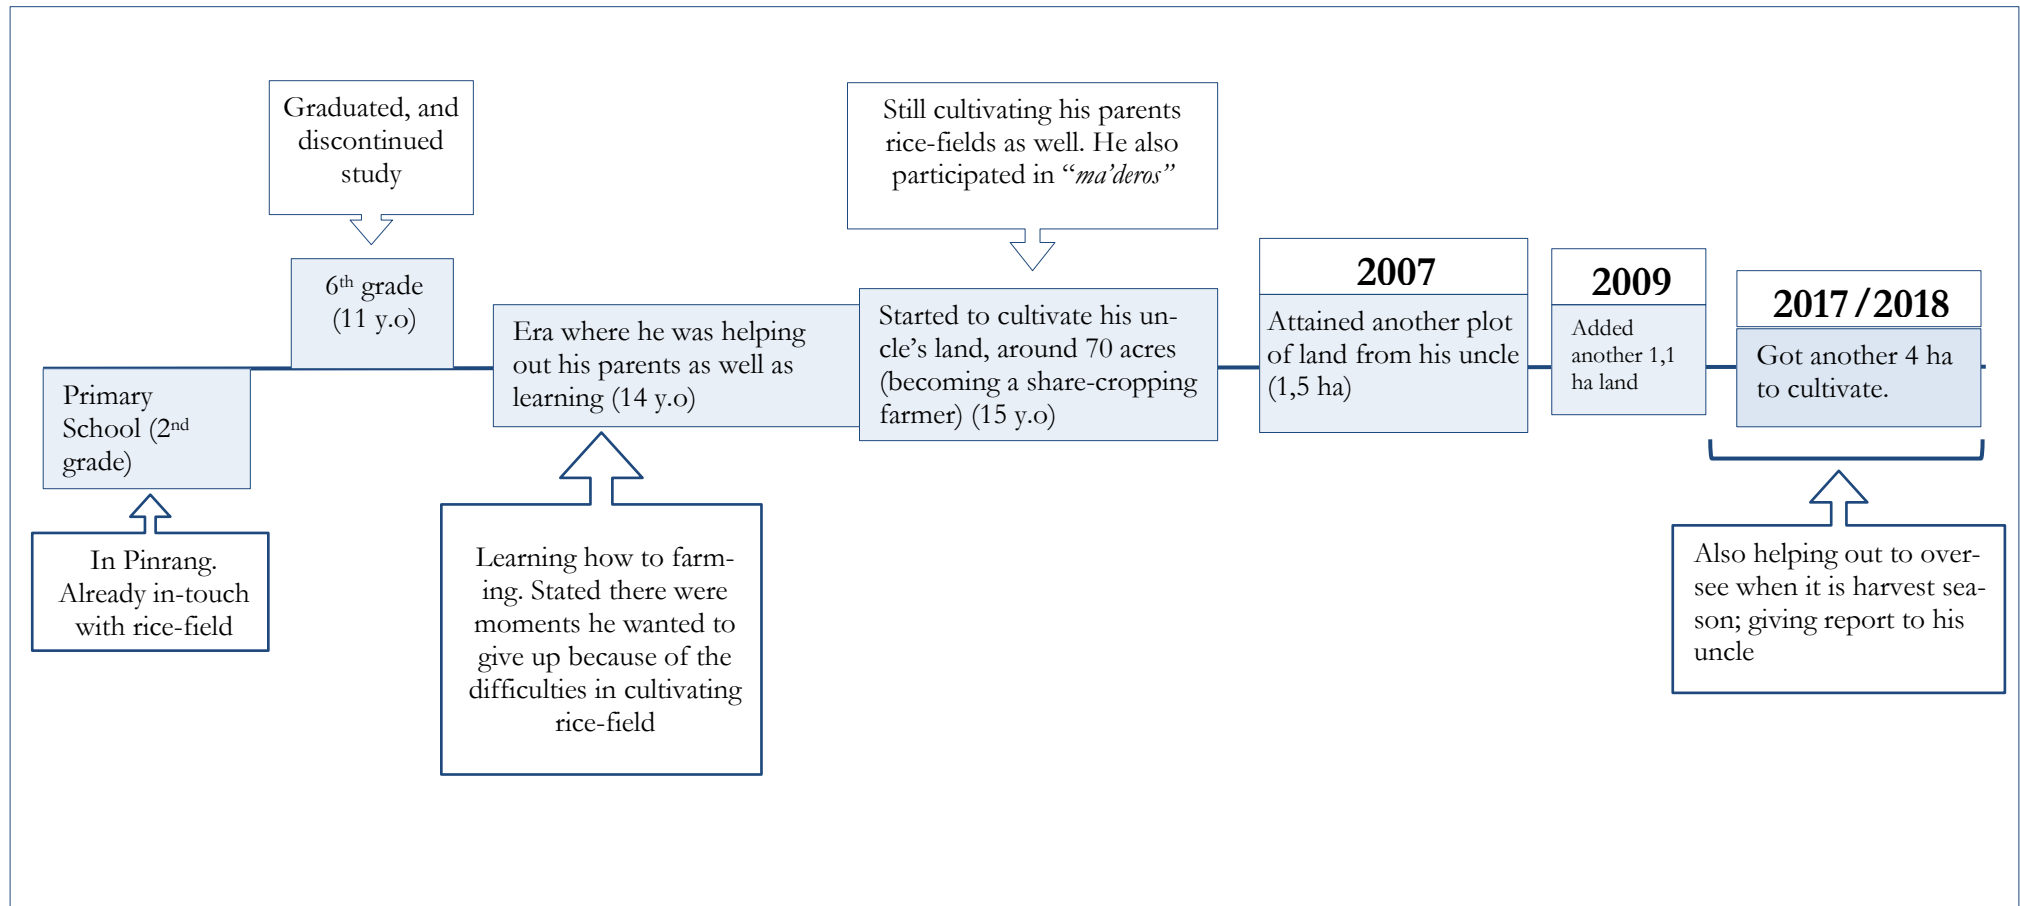 Graduated, and
discontinued
study
Still cultivating his parents
rice-fields as well. He also
participated in “ma’deros”
6th grade
(11 y.o)
Primary
School (2nd
grade)
Era where he was helping
out his parents as well as
learning (14 y.o)
Started to cultivate his un-
cle’s land, around 70 acres
(becoming a share-cropping
farmer) (15 y.o)
2007
Attained another plot
of land from his uncle
(1,5 ha)
2009
Added
another 1,1
ha land
2017/2018
Got another 4 ha
to cultivate.
In Pinrang.
Already in-touch
with rice-field
Learning how to farm-
ing. Stated there were
moments he wanted to
give up because of the
difficulties in cultivating
rice-field
Also helping out to over-
see when it is harvest sea-
son; giving report to his
uncle